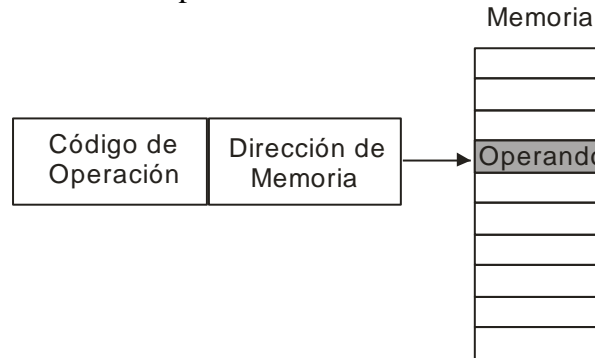 Memoria
Código de
Operación
Dirección de
Memoria
Operando